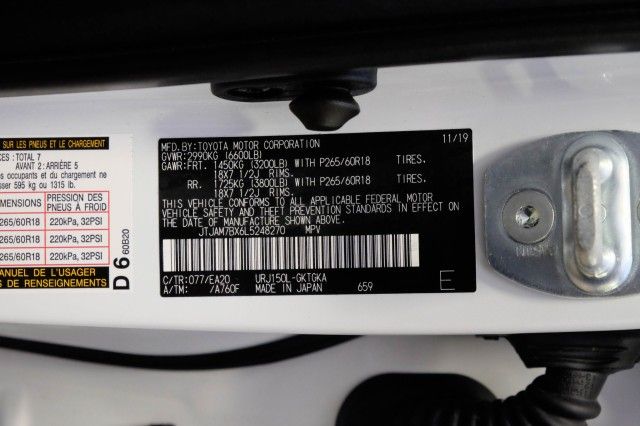 SUR LES PNEUS ET LE CHARGEMENT
TOTAL 7
AVANT 2: ARRIÈRE 5
occupants et du chargement ne
595 kg or 1315 lb.
PRESSION DES
PNEUS À FROID
265/60R18 220kPa, 32PSI
265/60R18 220kPa, 32PSI
265/60R18 220kPa, 32PSI
MANUEL DE L'USAGER
DE RENSEIGNEMENTS
D 6 60B20
MFD. BY: TOYOTA MOTOR CORPORATION 11/19
GVWR: 2990KG (6600LB)
GAWR: FRT. 1450KG (3200LB) WITH P265/60R18 TIRES.
18X7 1/2J RIMS.
RR. 1725KG (3800LB) WITH P265/60R18 TIRES.
18X7 1/2J RIMS.
THIS VEHICLE CONFORMS TO ALL APPLICABLE FEDERAL MOTOR
VEHICLE SAFETY AND THEFT PREVENTION STANDARDS IN EFFECT ON
THE DATE OF MANUFACTURE SHOWN ABOVE.
JTJAM7BX6L5248270 MPV
C/TR: 077/EA20 URJ150L-GKTGKA
A/TM: /A760F MADE IN JAPAN 659 E